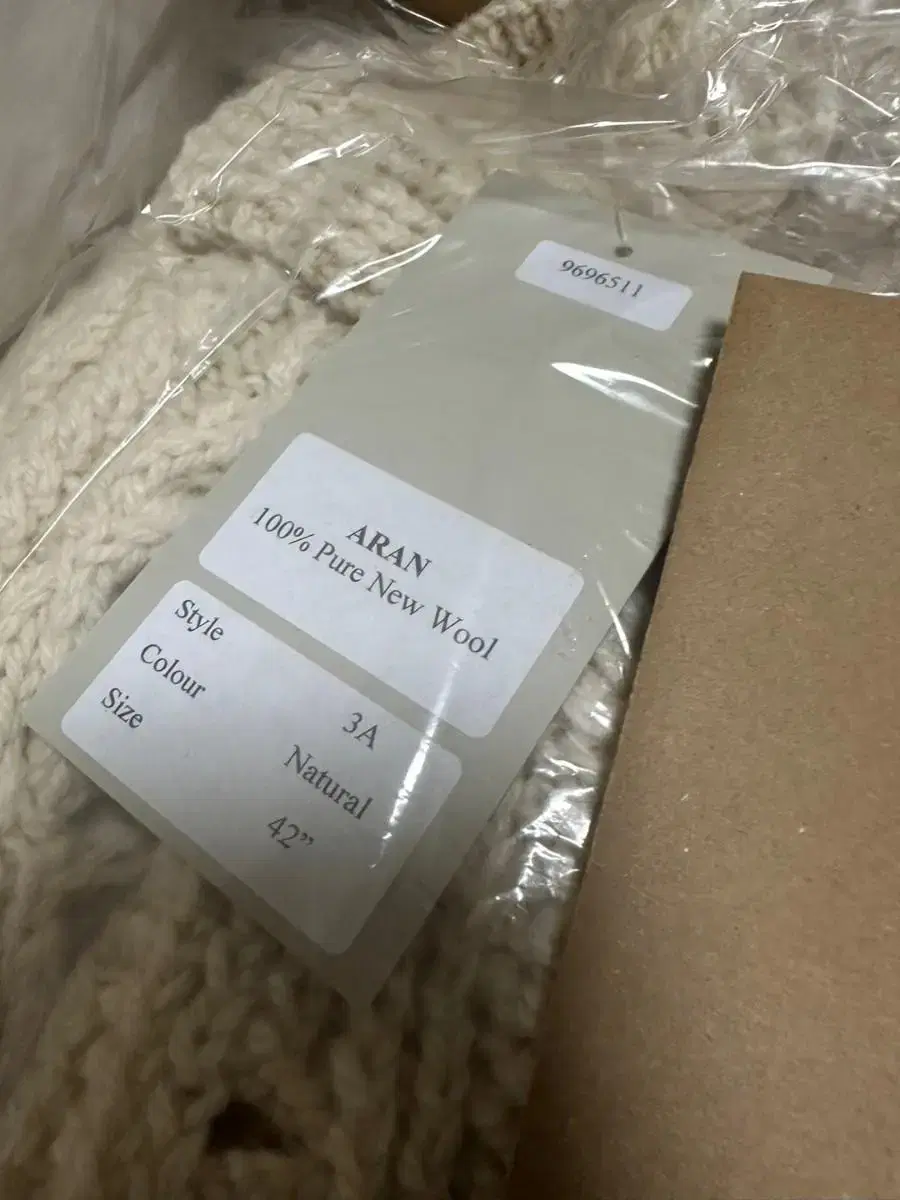 9696511
ARAN
100% Pure New Wool
Style 3A
Colour Natural
Size 42”